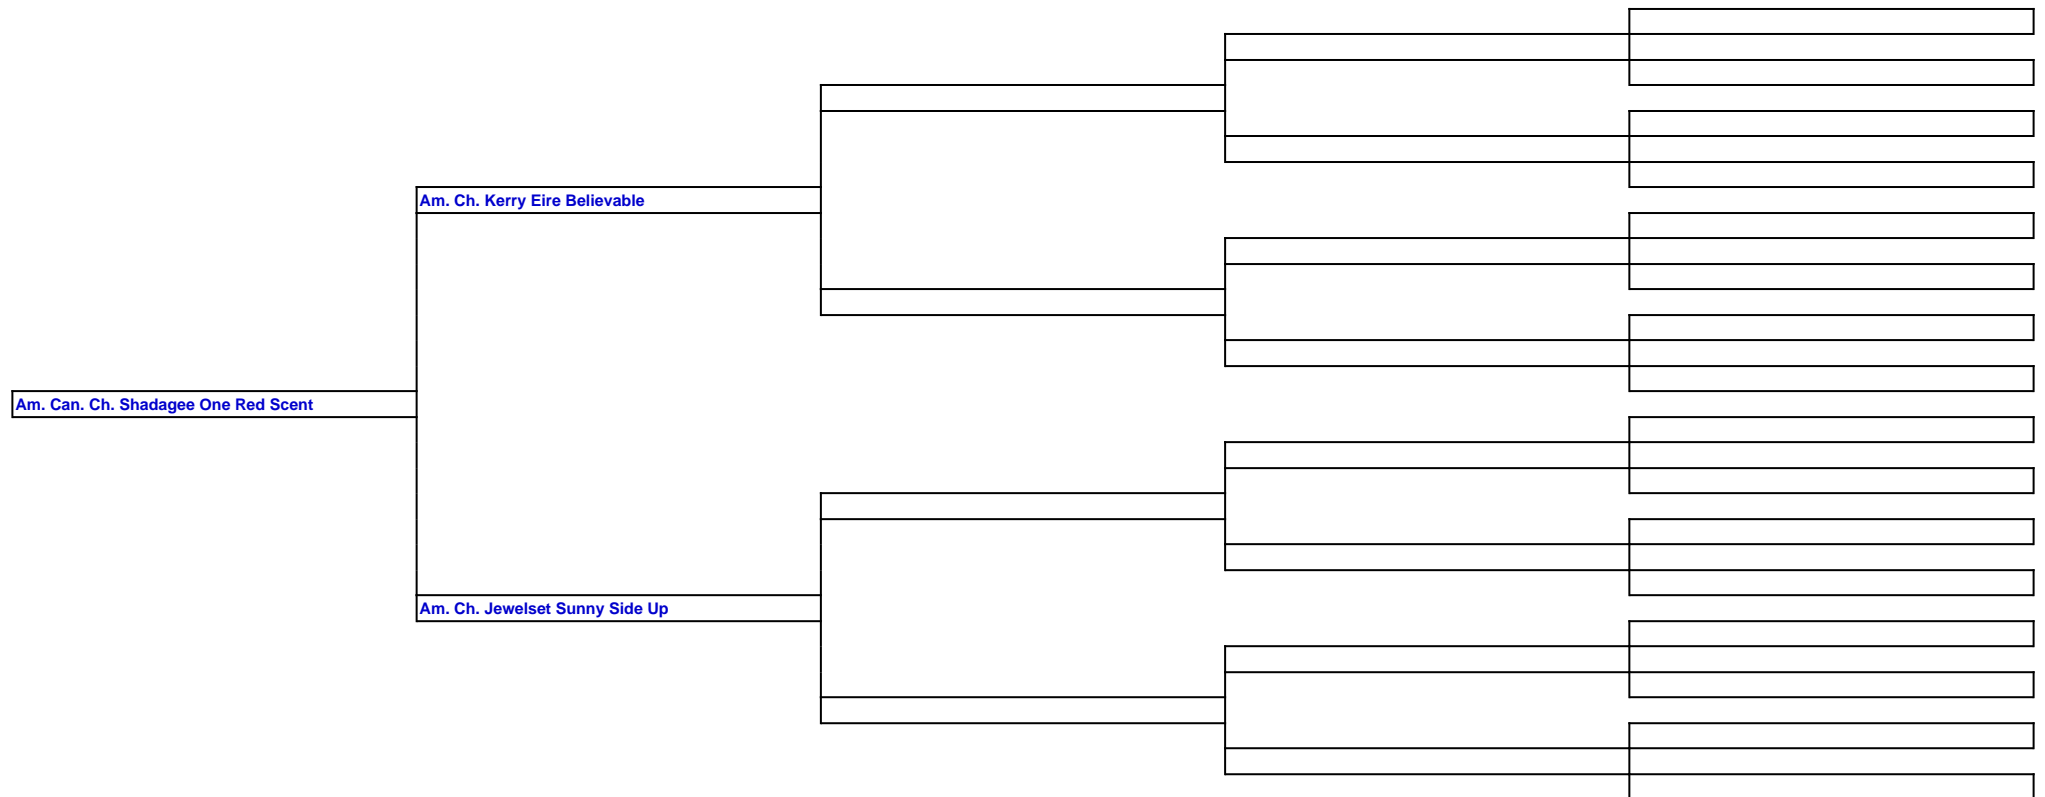 Am. Ch. Kerry Eire Believable
Am. Can. Ch. Shadagee One Red Scent
Am. Ch. Jewelset Sunny Side Up